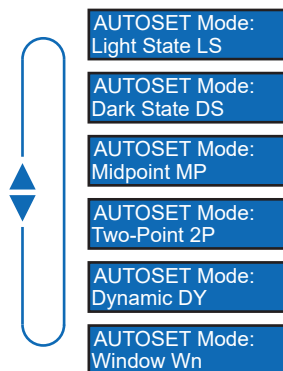 AUTOSET Mode:
Light State LS
AUTOSET Mode:
Dark State DS
AUTOSET Mode:
Midpoint MP
AUTOSET Mode:
Two-Point 2P
AUTOSET Mode:
Dynamic DY
AUTOSET Mode:
Window Wn